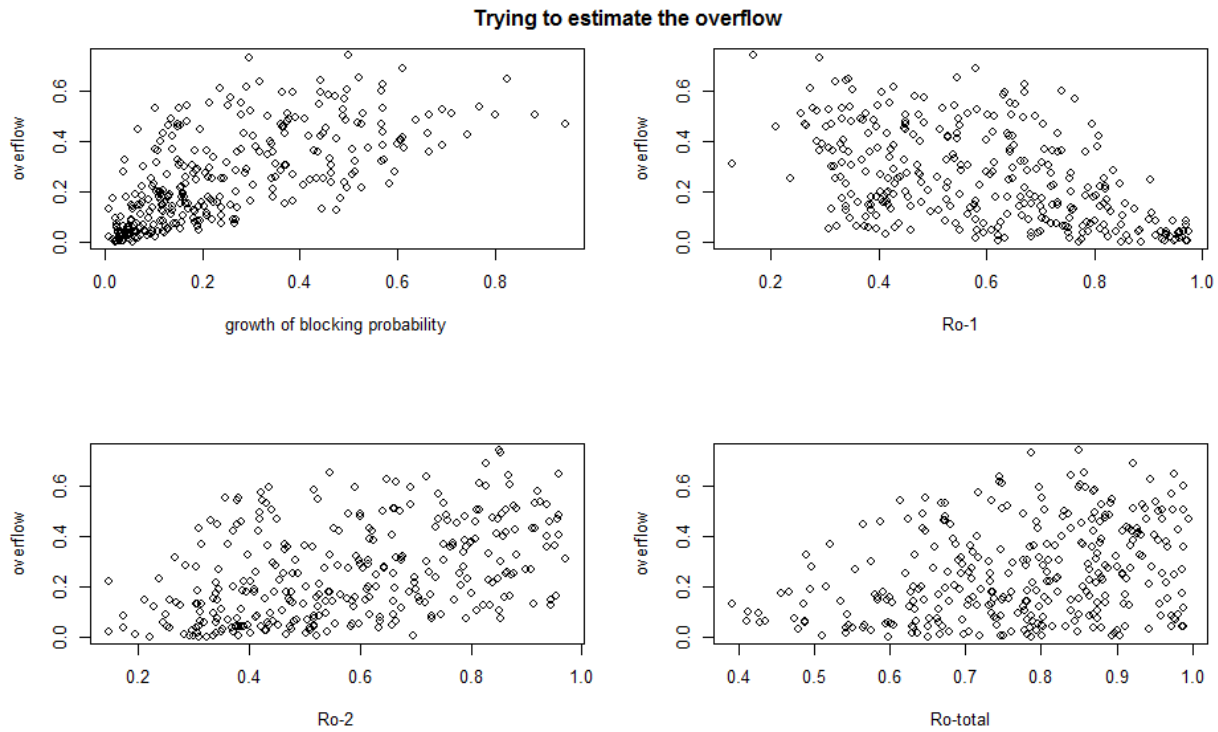 Trying to estimate the overflow
overflow
0.0 0.2 0.4 0.6
0.0 0.2 0.4 0.6 0.8
growth of blocking probability
overflow
0.0 0.2 0.4 0.6
0.2 0.4 0.6 0.8 1.0
Ro-1
overflow
0.0 0.2 0.4 0.6
0.2 0.4 0.6 0.8 1.0
Ro-2
overflow
0.0 0.2 0.4 0.6
0.4 0.5 0.6 0.7 0.8 0.9 1.0
Ro-total